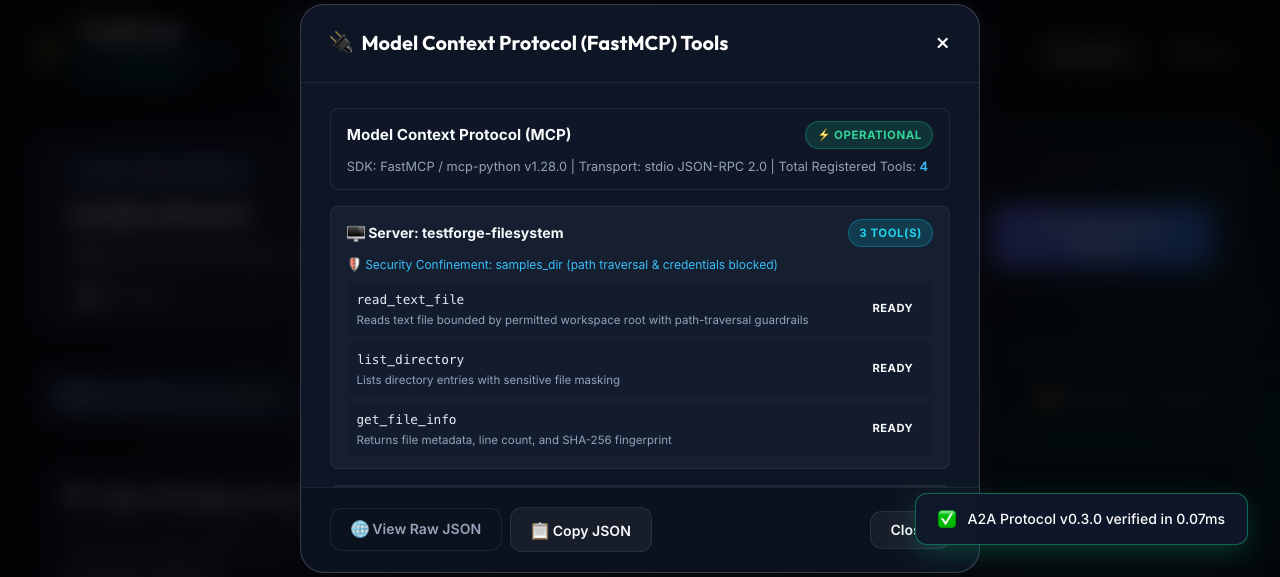 Model Context Protocol (FastMCP) Tools
Model Context Protocol (MCP)
⚡ OPERATIONAL
SDK: FastMCP / mcp-python v1.28.0 | Transport: stdio JSON-RPC 2.0 | Total Registered Tools: 4
Server: testforge-filesystem
3 TOOL(S)
Security Confinement: samples_dir (path traversal & credentials blocked)
read_text_file
Reads text file bounded by permitted workspace root with path-traversal guardrails
READY
list_directory
Lists directory entries with sensitive file masking
READY
get_file_info
Returns file metadata, line count, and SHA-256 fingerprint
READY
View Raw JSON
Copy JSON
A2A Protocol v0.3.0 verified in 0.07ms